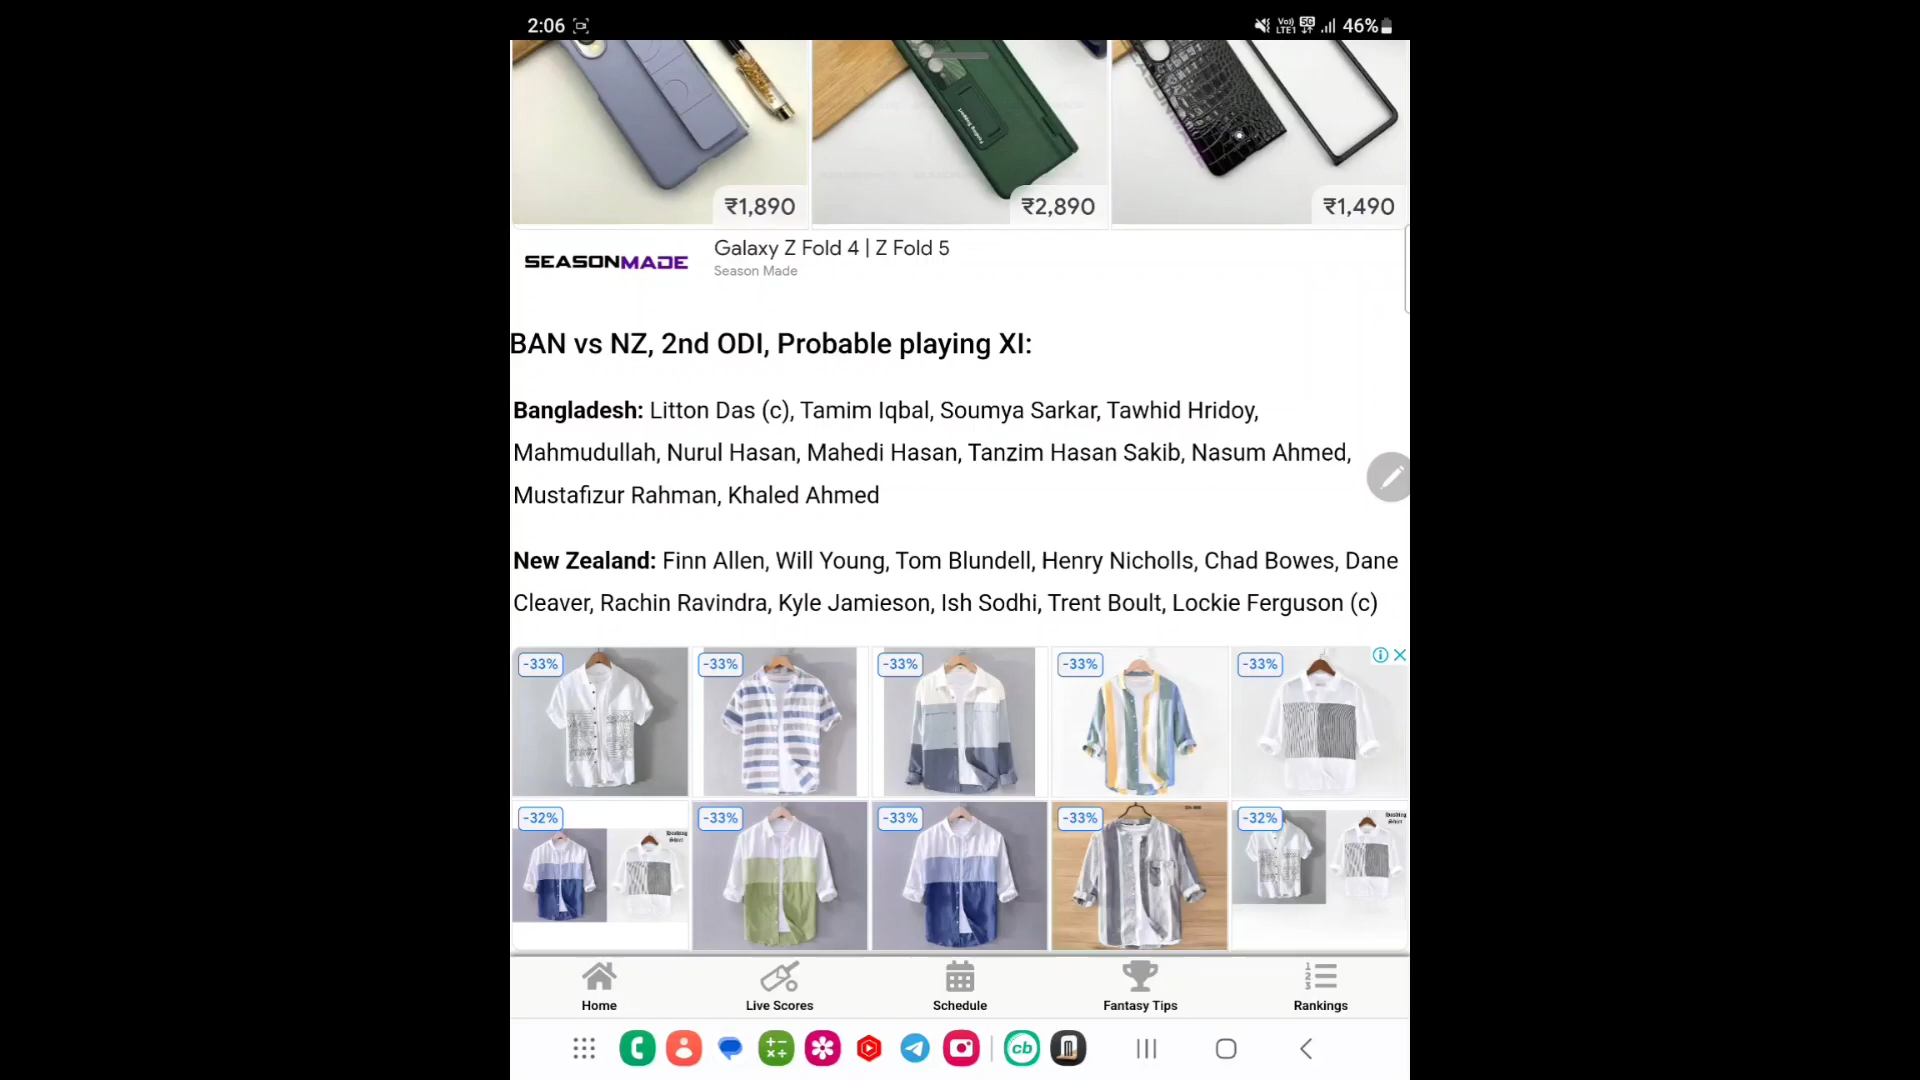 2:06
Vo) LTE1 5G 46%
₹1,890
₹2,890
₹1,490
SEASONMADE
Galaxy Z Fold 4 | Z Fold 5
Season Made
BAN vs NZ, 2nd ODI, Probable playing XI:
Bangladesh: Litton Das (c), Tamim Iqbal, Soumya Sarkar, Tawhid Hridoy,
Mahmudullah, Nurul Hasan, Mahedi Hasan, Tanzim Hasan Sakib, Nasum Ahmed,
Mustafizur Rahman, Khaled Ahmed
New Zealand: Finn Allen, Will Young, Tom Blundell, Henry Nicholls, Chad Bowes, Dane
Cleaver, Rachin Ravindra, Kyle Jamieson, Ish Sodhi, Trent Boult, Lockie Ferguson (c)
-33% -33% -33% -33% -33%
-32% -33% -33% -33% -32%
Home Live Scores Schedule Fantasy Tips Rankings
cb